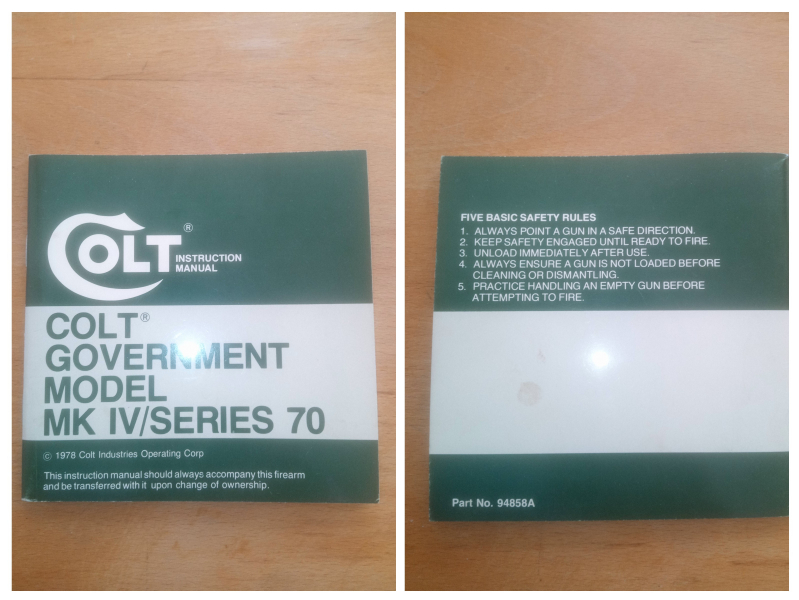 COLT®
INSTRUCTION
MANUAL
COLT®
GOVERNMENT
MODEL
MK IV/SERIES 70
© 1978 Colt Industries Operating Corp
This instruction manual should always accompany this firearm
and be transferred with it upon change of ownership.
FIVE BASIC SAFETY RULES
1. ALWAYS POINT A GUN IN A SAFE DIRECTION.
2. KEEP SAFETY ENGAGED UNTIL READY TO FIRE.
3. UNLOAD IMMEDIATELY AFTER USE.
4. ALWAYS ENSURE A GUN IS NOT LOADED BEFORE
CLEANING OR DISMANTLING.
5. PRACTICE HANDLING AN EMPTY GUN BEFORE
ATTEMPTING TO FIRE.
Part No. 94858A